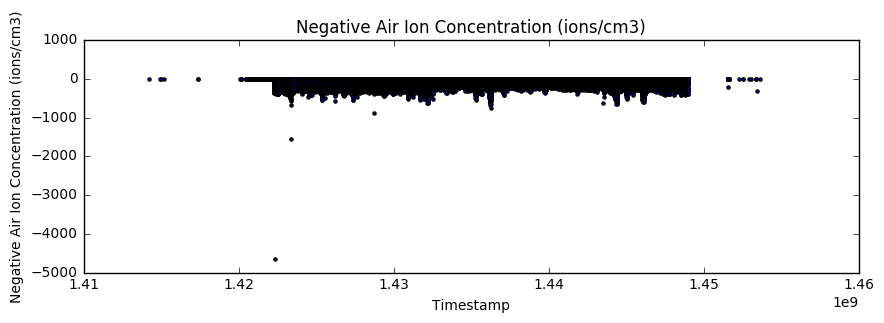 Negative Air Ion Concentration (ions/cm3)
Negative Air Ion Concentration (ions/cm3)
1000
0
−1000
−2000
−3000
−4000
−5000
1.41 1.42 1.43 1.44 1.45 1.46
1e9
Timestamp